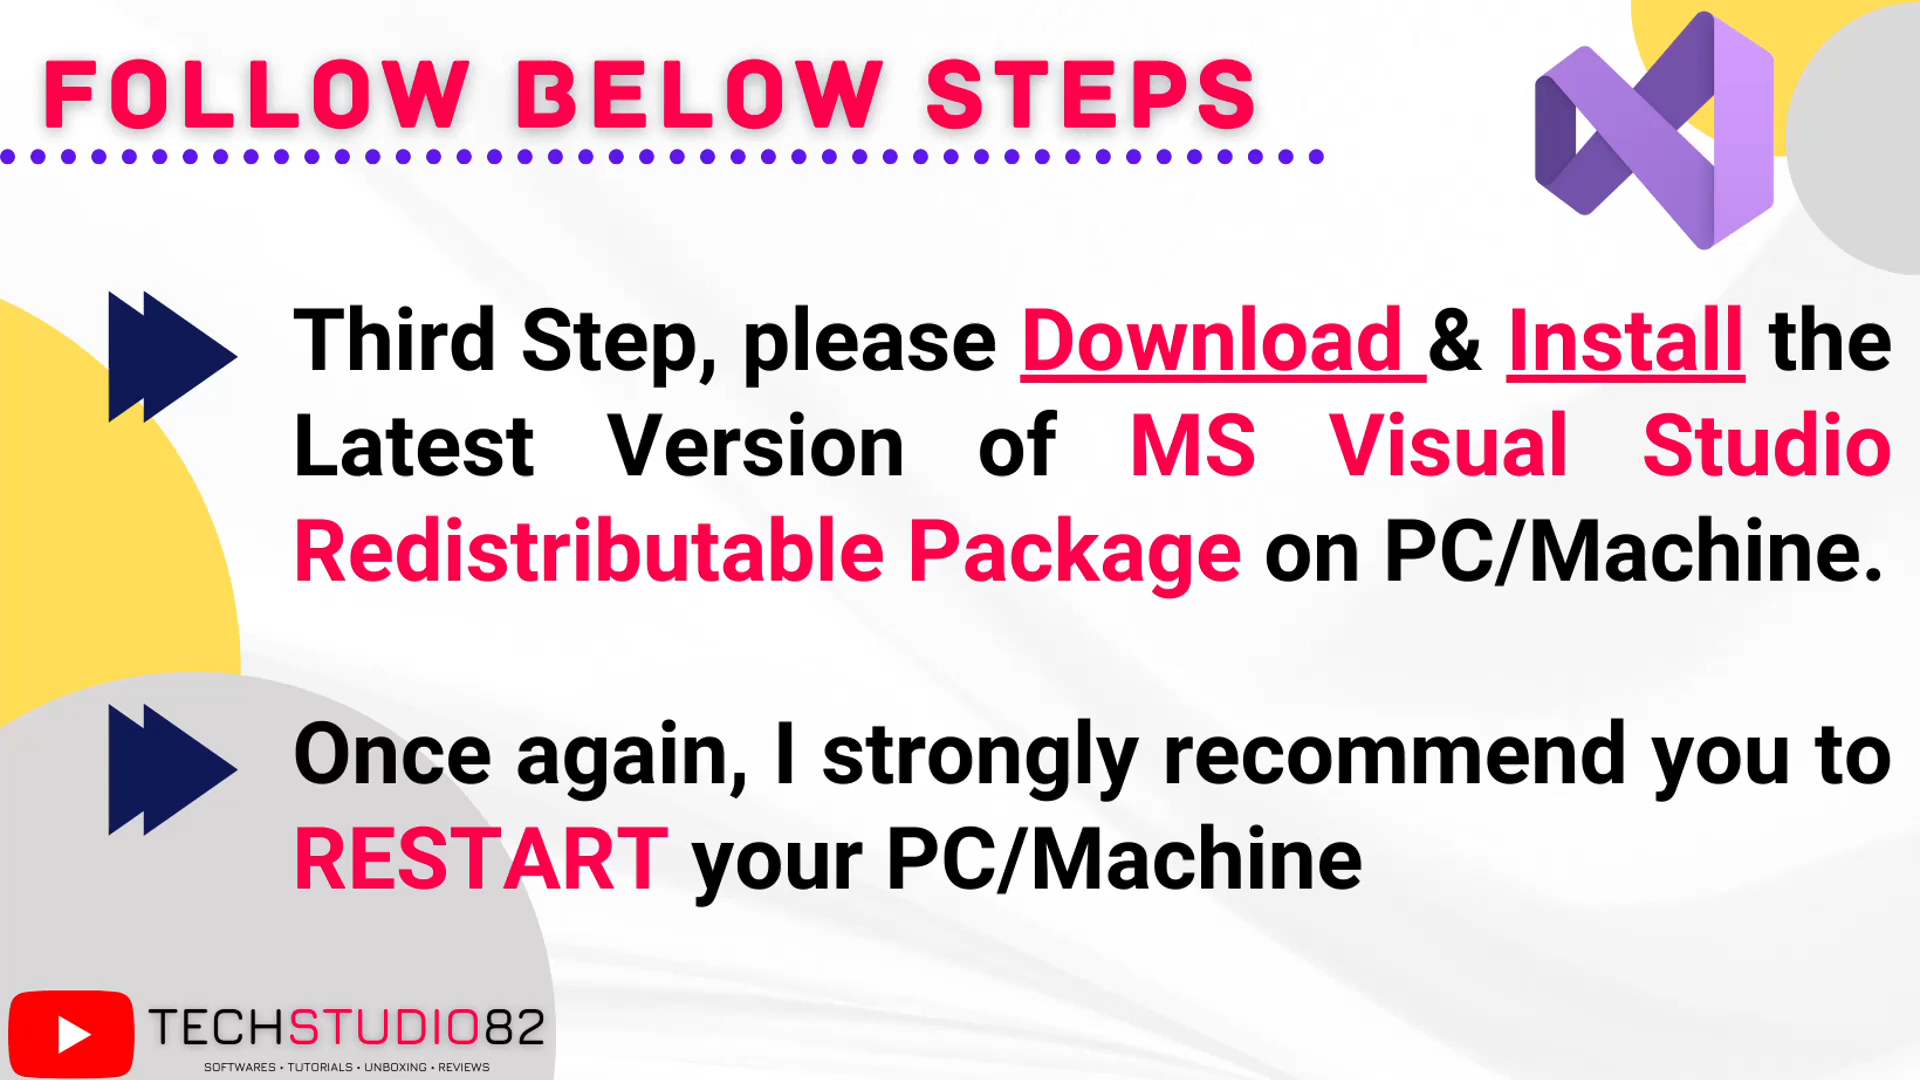 FOLLOW BELOW STEPS
Third Step, please Download & Install the
Latest Version of MS Visual Studio
Redistributable Package on PC/Machine.
Once again, I strongly recommend you to
RESTART your PC/Machine
TECHSTUDIO82
SOFTWARES • TUTORIALS • UNBOXING • REVIEWS